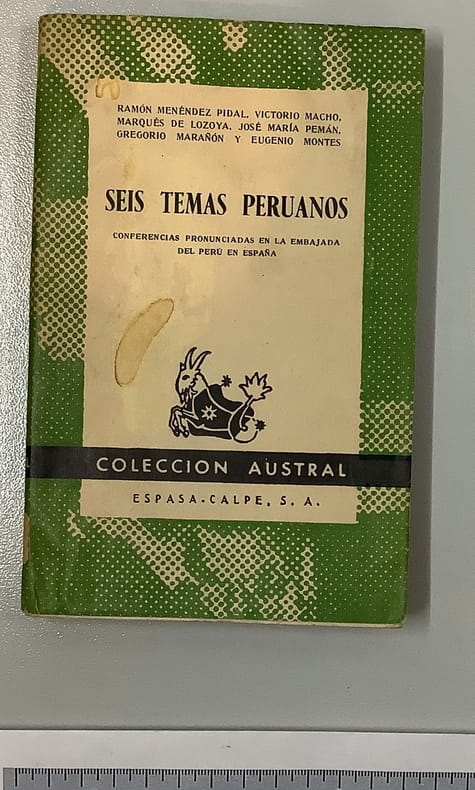 RAMÓN MENÉNDEZ PIDAL, VICTORIO MACHO,
MARQUÉS DE LOZOYA, JOSÉ MARÍA PEMÁN,
GREGORIO MARAÑÓN Y EUGENIO MONTES
SEIS TEMAS PERUANOS
CONFERENCIAS PRONUNCIADAS EN LA EMBAJADA
DEL PERÚ EN ESPAÑA
COLECCION AUSTRAL
ESPASA-CALPE, S. A.